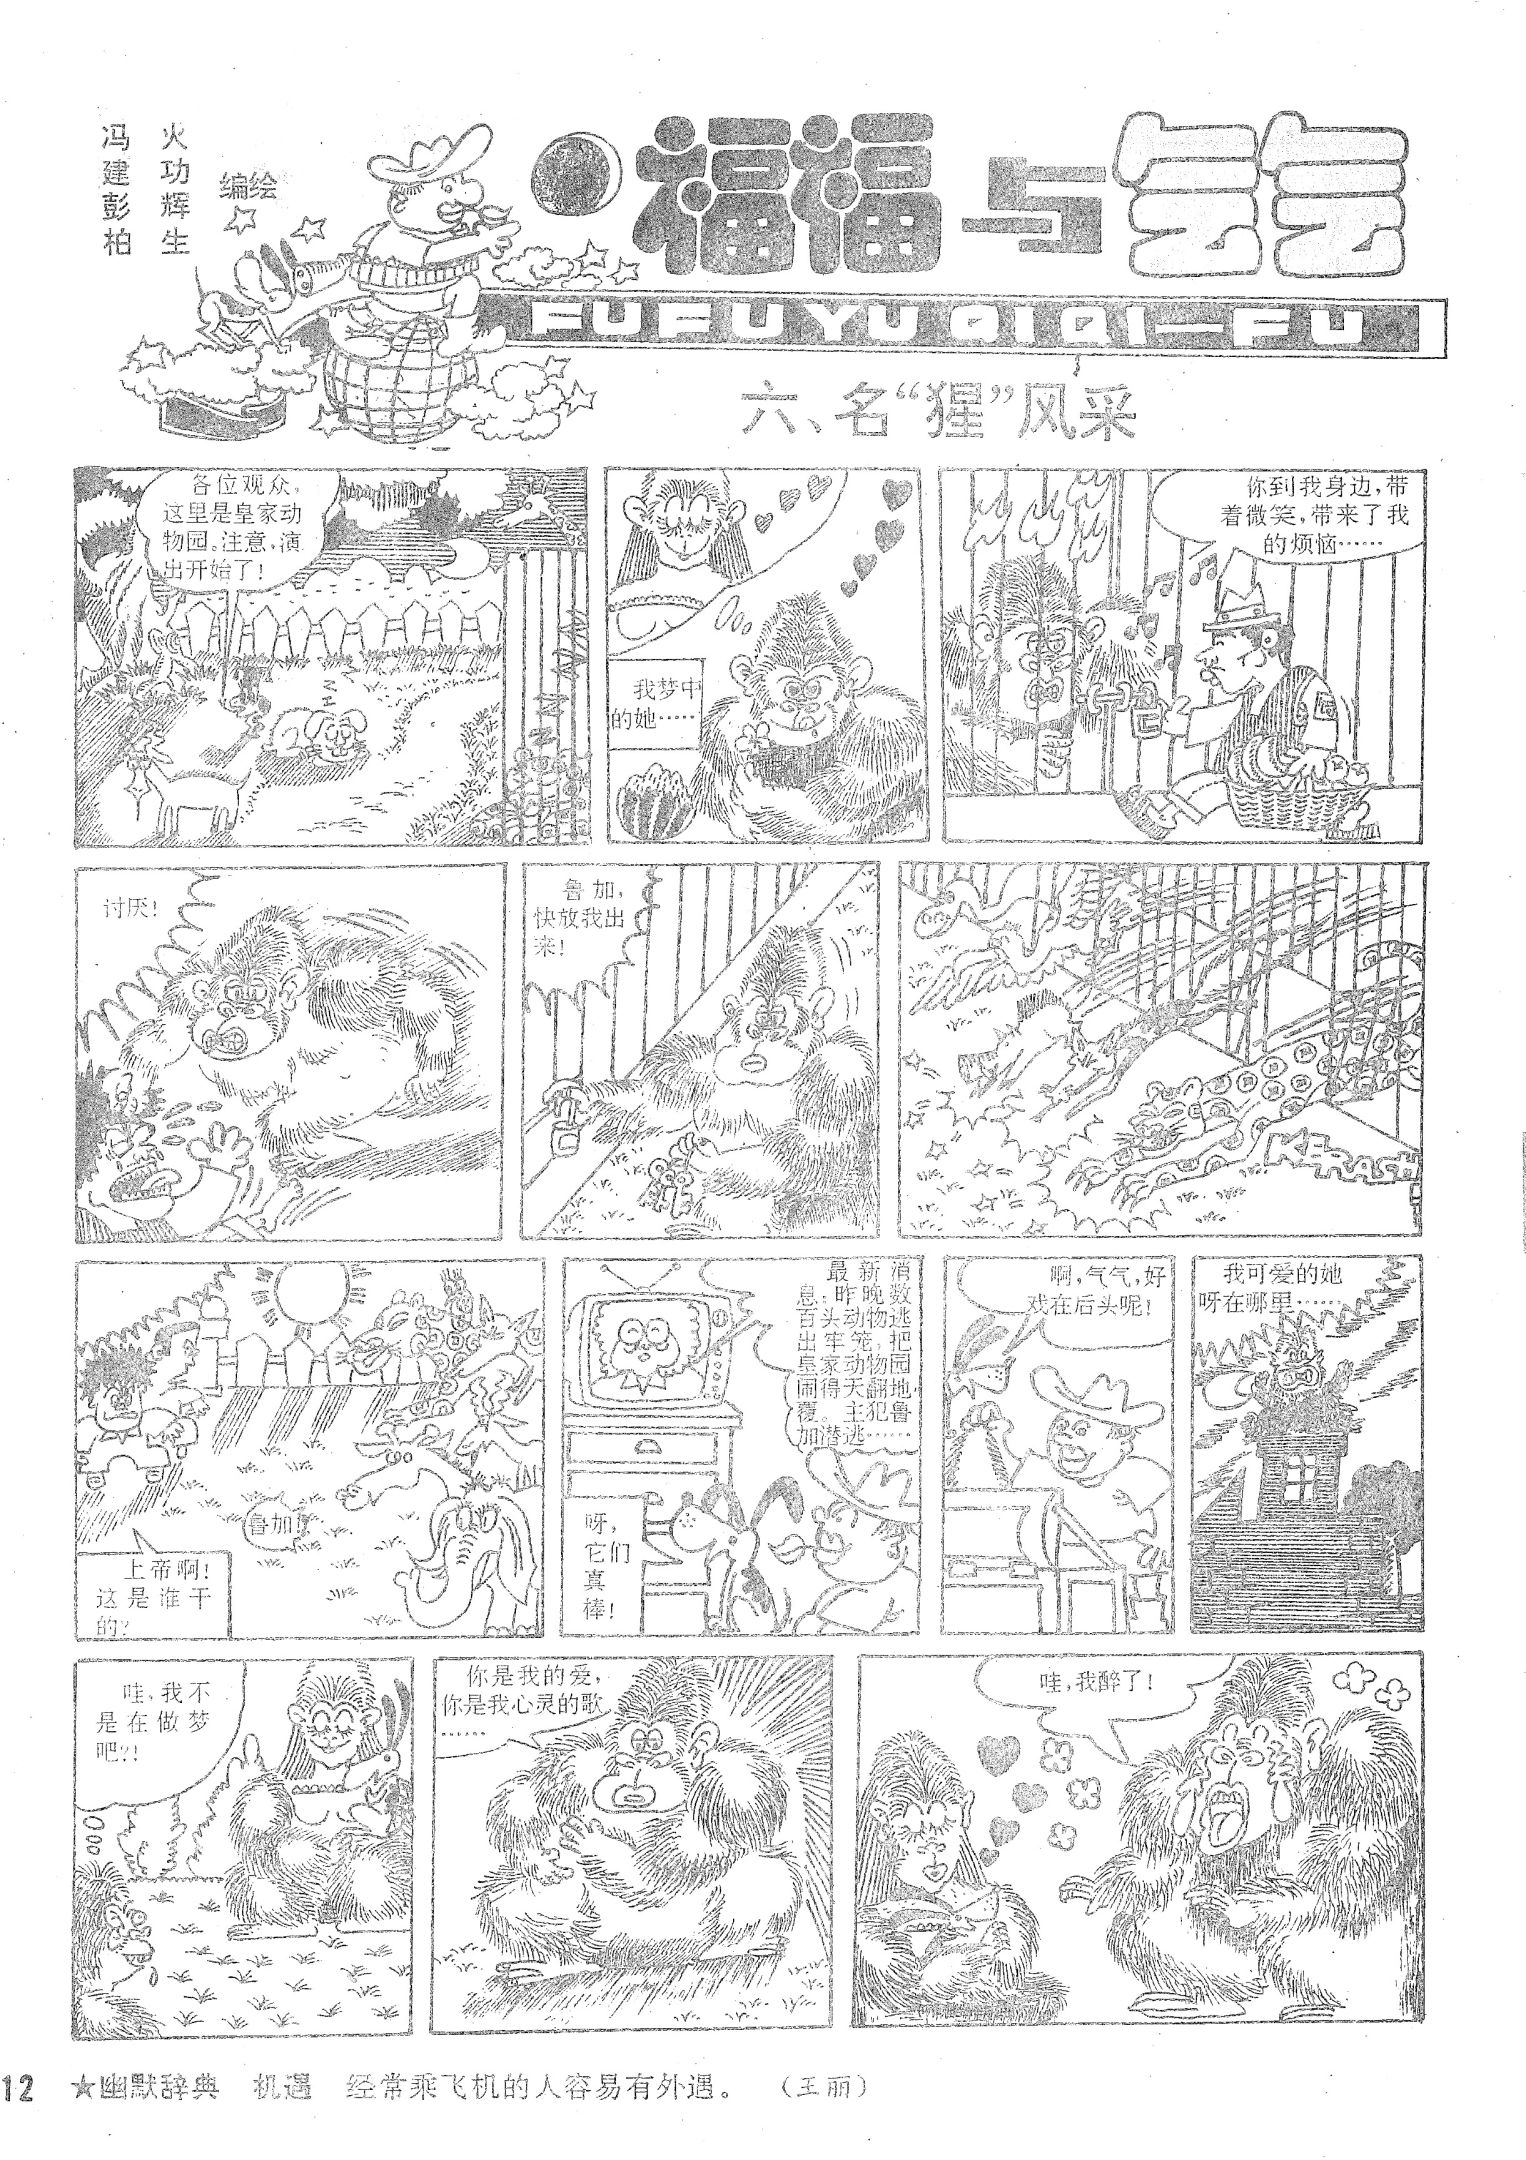 火功辉生
冯建彭柏
编绘
福福与气气
FUFUYUQIQI—FU
六、名“猩”风采
各位观众，
这里是皇家动
物园。注意，演
出开始了！
我梦中
的她……
你到我身边，带
着微笑，带来了我
的烦恼……
讨厌！
鲁加，
快放我出
来！
鲁加！
上帝啊！
这是谁干
的？
最新消
息：昨晚数
百头动物逃
出牢笼，把
皇家动物园
闹得天翻地
覆。主犯鲁
加潜逃……
呀，
它们
真
棒！
啊，气气，好
戏在后头呢！
我可爱的她
呀在哪里……
哇，我不
是在做梦
吧？！
你是我的爱，
你是我心灵的歌
……
哇，我醉了！
12 ★幽默辞典 机遇 经常乘飞机的人容易有外遇。 （王丽）